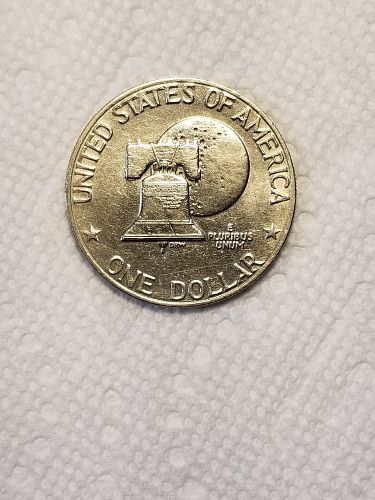 UNITED STATES OF AMERICA
E
PLURIBUS
UNUM
ONE DOLLAR